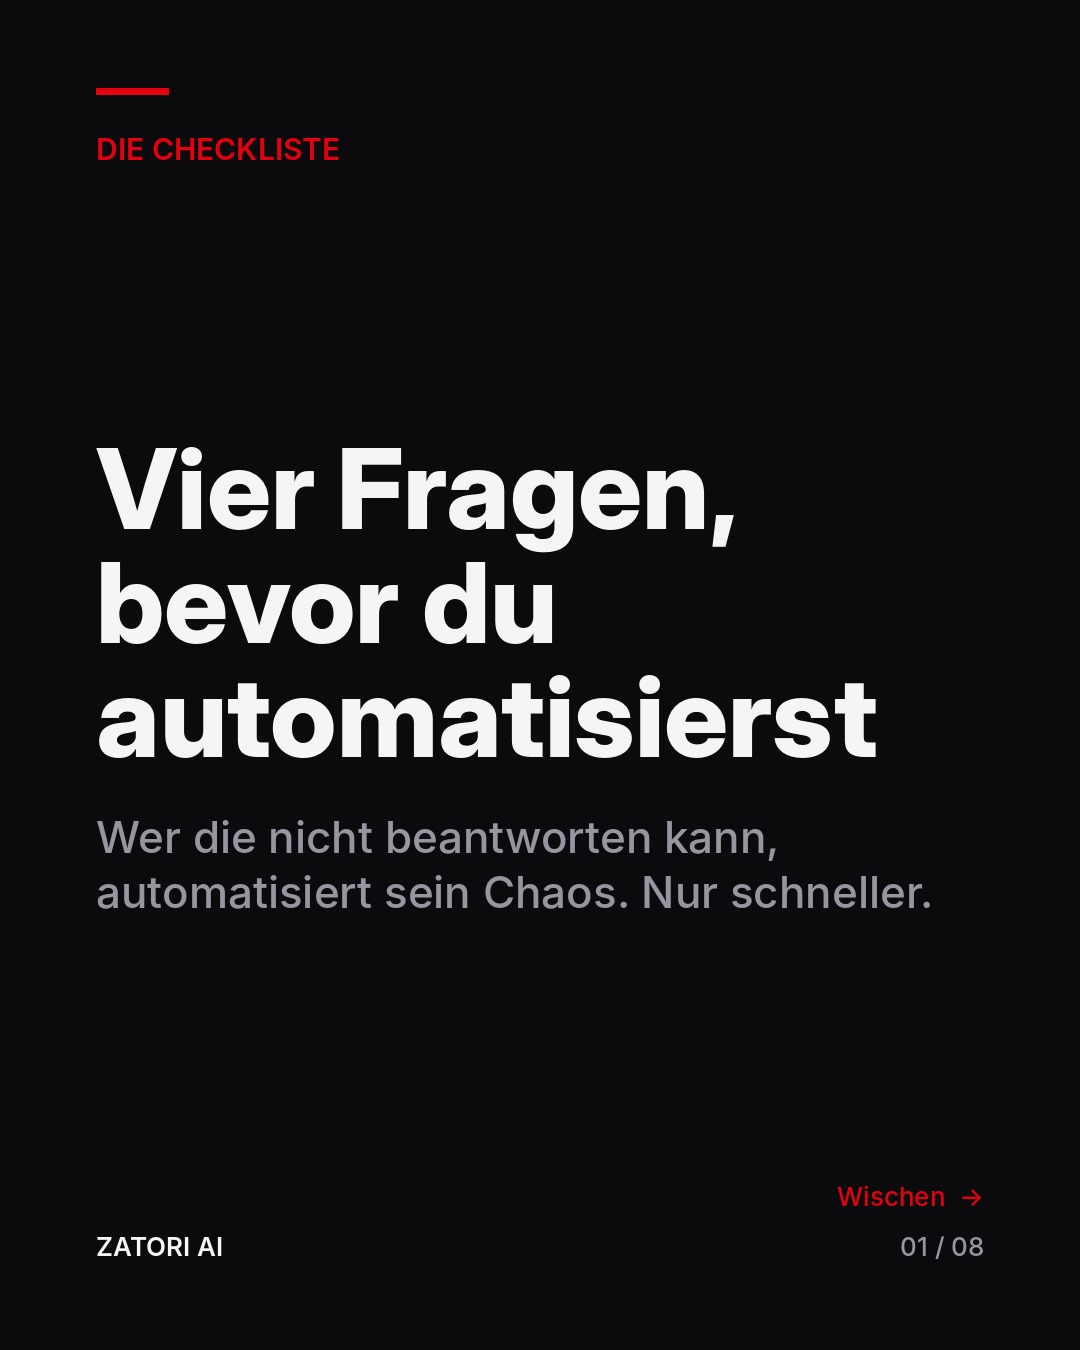 DIE CHECKLISTE
Vier Fragen,
bevor du
automatisierst
Wer die nicht beantworten kann,
automatisiert sein Chaos. Nur schneller.
Wischen →
ZATORI AI
01 / 08